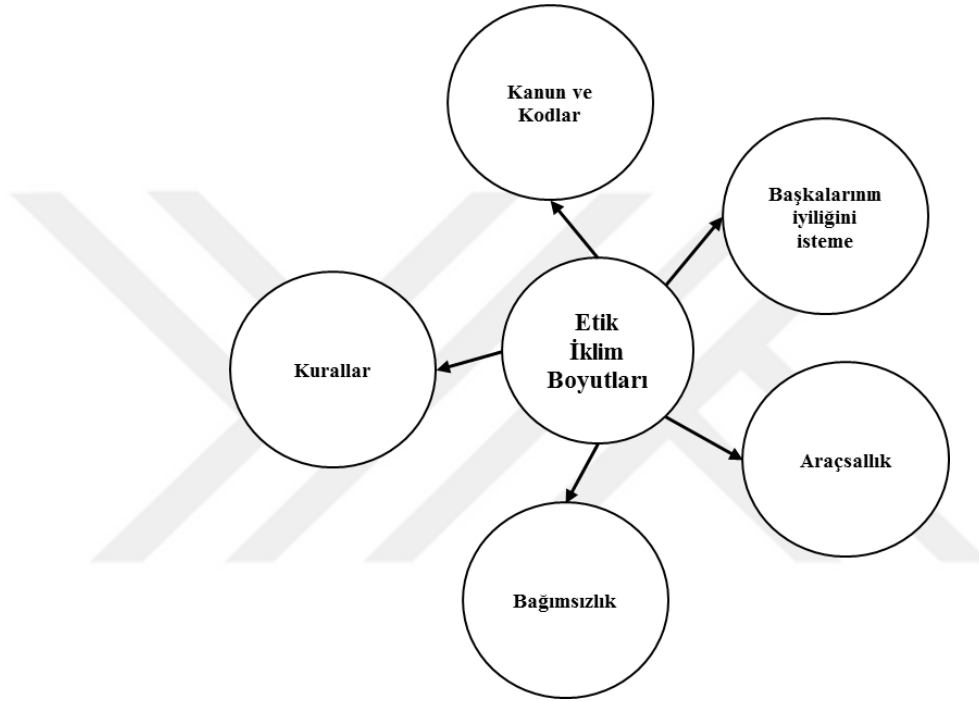 Kanun ve
Kodlar
Başkalarının
iyiliğini
isteme
Etik
İklim
Boyutları
Kurallar
Araçsallık
Bağımsızlık